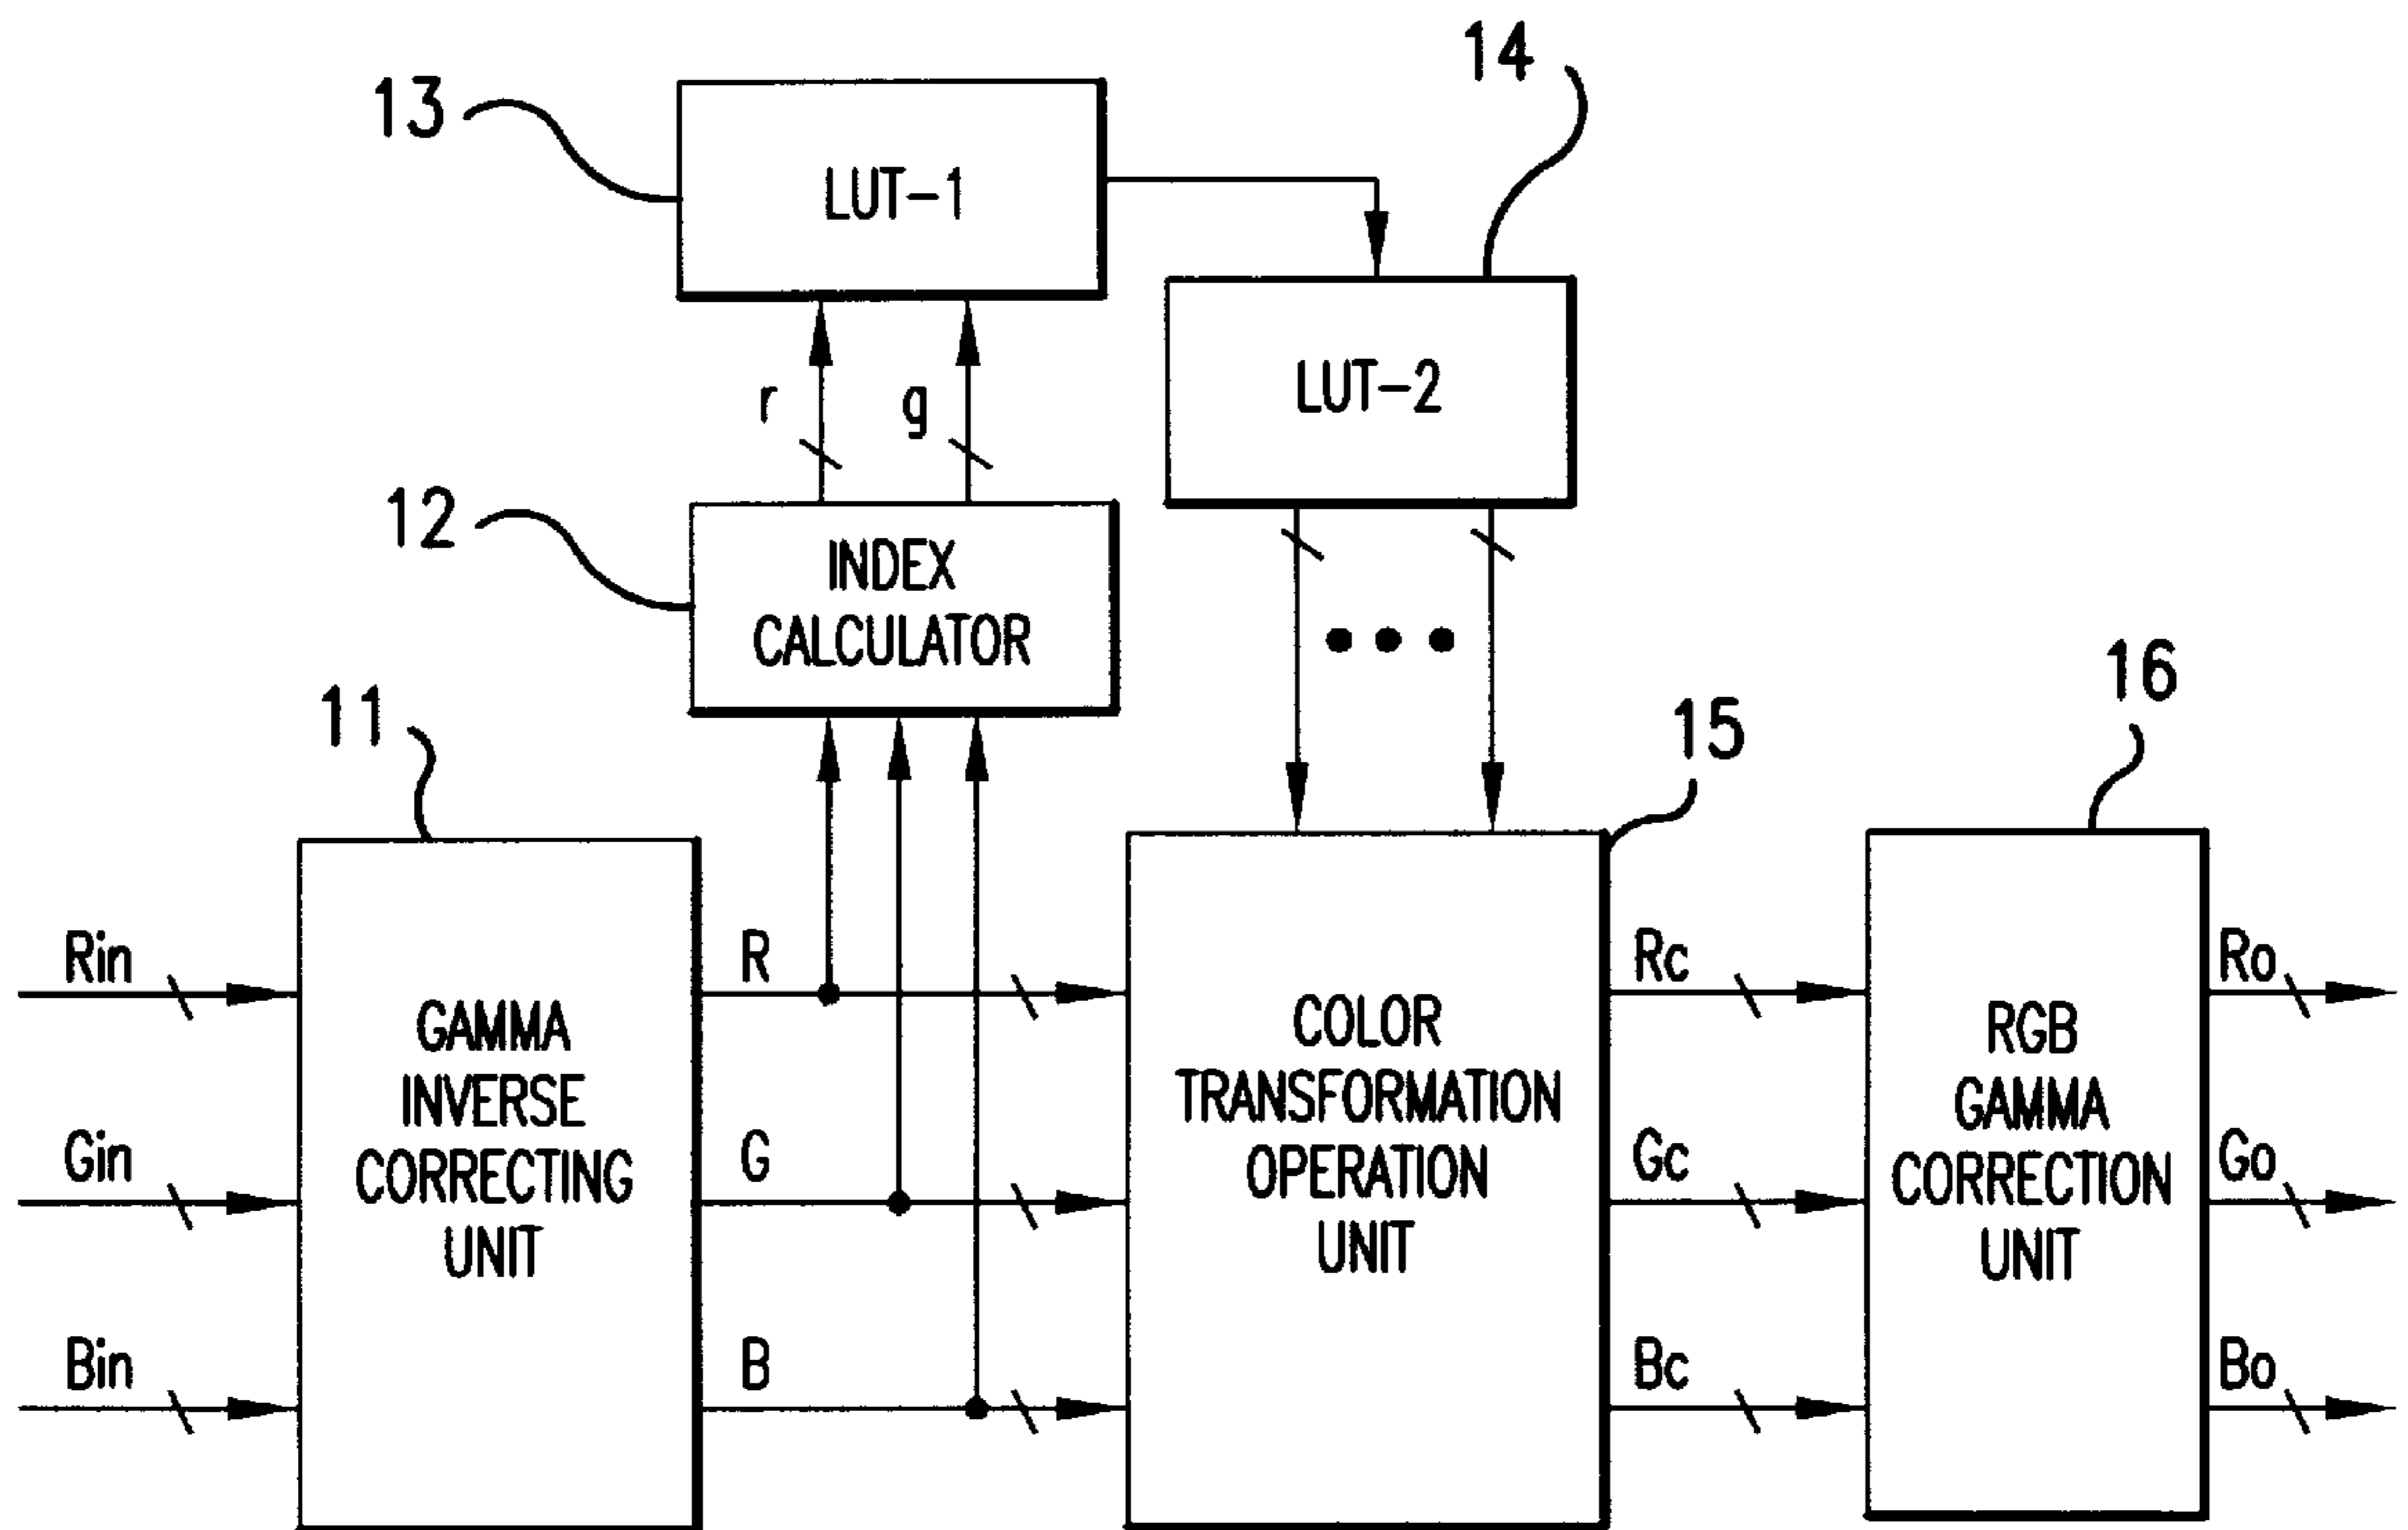 14
13
LUT-1
LUT-2
r
g
12
INDEX
CALCULATOR
11
15
16
Rin
R
Rc
Ro
GAMMA
INVERSE
CORRECTING
UNIT
COLOR
TRANSFORMATION
OPERATION
UNIT
RGB
GAMMA
CORRECTION
UNIT
Gin
G
Gc
Go
Bin
B
Bc
Bo